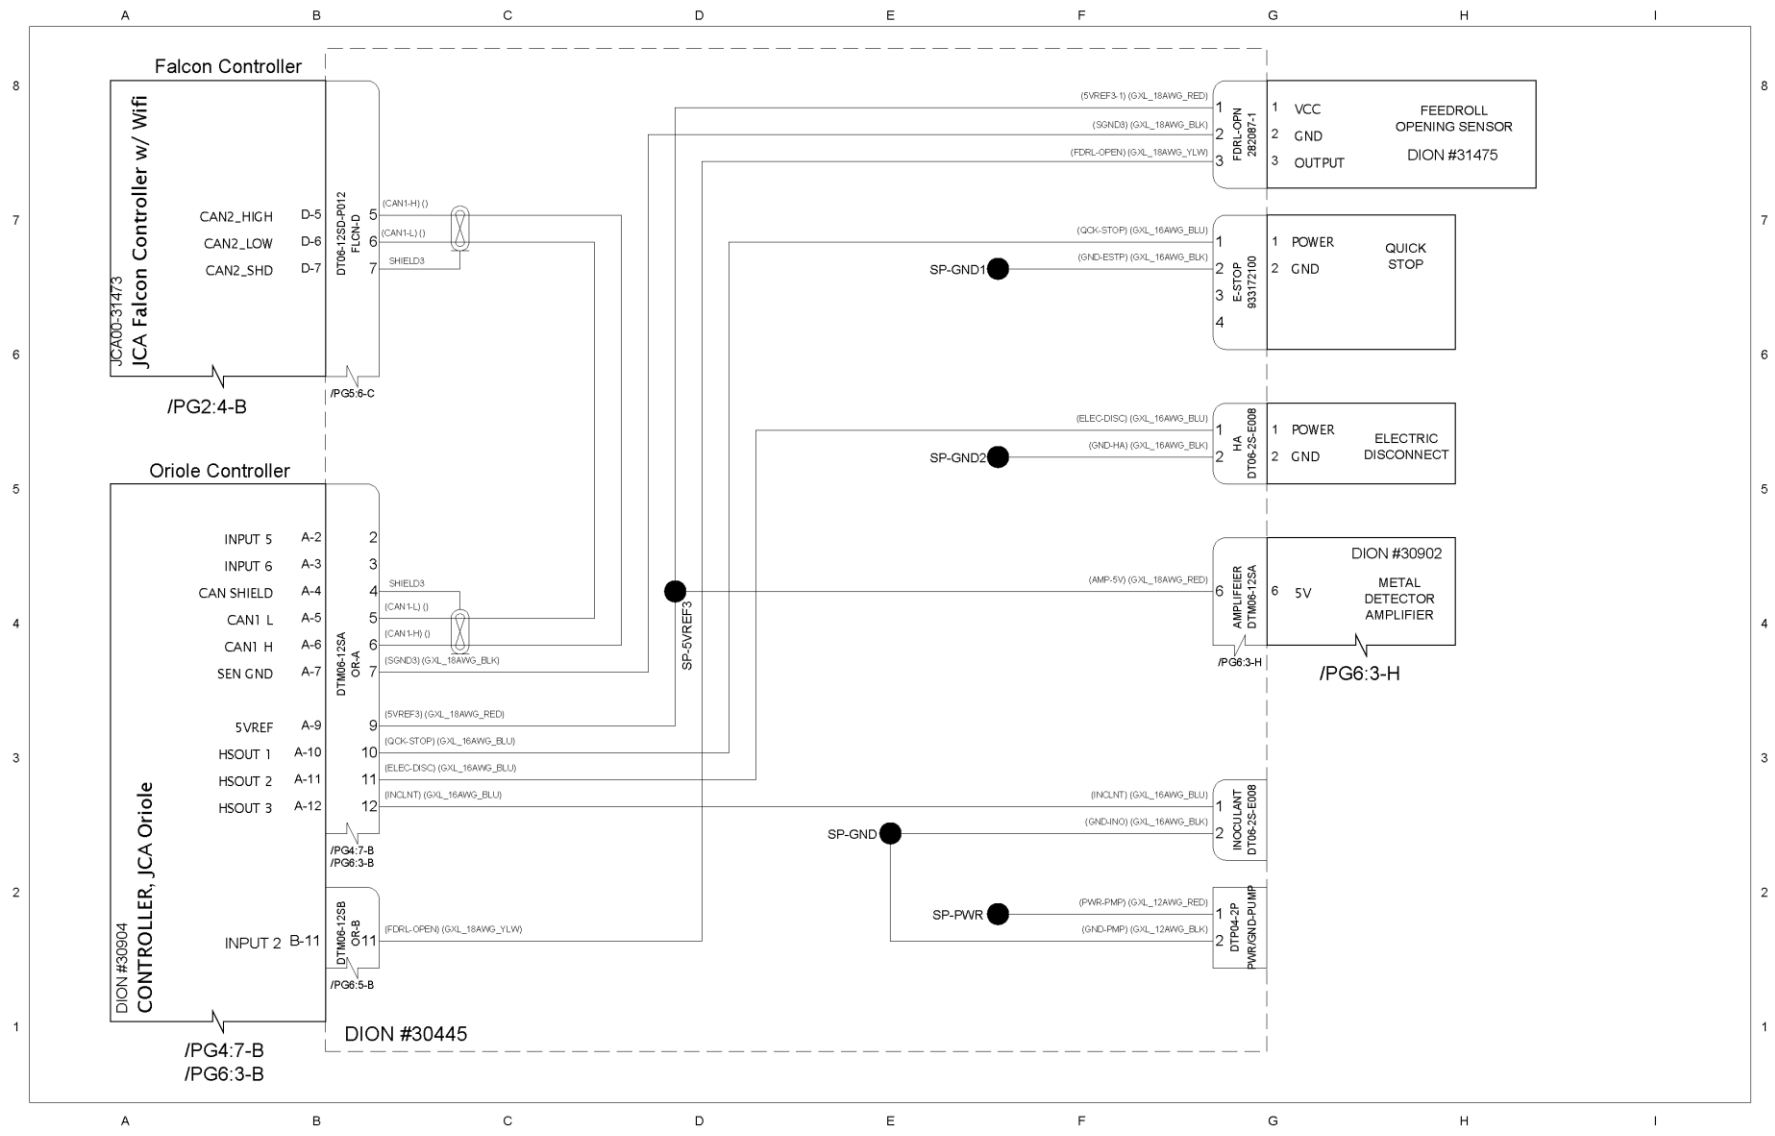 A B C D E F G H I
8 8
7 7
6 6
5 5
4 4
3 3
2 2
1 1
Falcon Controller
JCA00-31473
JCA Falcon Controller w/ Wifi
CAN2_HIGH D-5
CAN2_LOW D-6
CAN2_SHD D-7
/PG2:4-B
DT06-12SD-P012
FLCN-D
5
6
7
/PG5:6-C
(CAN1-H) ()
(CAN1-L) ()
SHIELD3
Oriole Controller
DION #30904
CONTROLLER, JCA Oriole
INPUT 5 A-2
INPUT 6 A-3
CAN SHIELD A-4
CAN1 L A-5
CAN1 H A-6
SEN GND A-7
5VREF A-9
HSOUT 1 A-10
HSOUT 2 A-11
HSOUT 3 A-12
INPUT 2 B-11
/PG4:7-B
/PG6:3-B
DTM06-12SA
OR-A
2
3
4
5
6
7
9
10
11
12
/PG4:7-B
/PG6:3-B
SHIELD3
(CAN1-L) ()
(CAN1-H) ()
(SGND3) (GXL_18AWG_BLK)
(5VREF3) (GXL_18AWG_RED)
(QCK-STOP) (GXL_16AWG_BLU)
(ELEC-DISC) (GXL_16AWG_BLU)
(INCLNT) (GXL_16AWG_BLU)
DTM06-12SB
OR-B
11
/PG6:5-B
(FDRL-OPEN) (GXL_18AWG_YLW)
DION #30445
SP-5VREF3
SP-GND1
SP-GND2
SP-GND
SP-PWR
(5VREF3-1) (GXL_18AWG_RED)
(SGND3) (GXL_18AWG_BLK)
(FDRL-OPEN) (GXL_18AWG_YLW)
1
2
3
FDRL-OPN
282087-1
1 VCC
2 GND
3 OUTPUT
FEEDROLL
OPENING SENSOR
DION #31475
(QCK-STOP) (GXL_16AWG_BLU)
(GND-ESTP) (GXL_16AWG_BLK)
1
2
3
4
E-STOP
933172100
1 POWER
2 GND
QUICK
STOP
(ELEC-DISC) (GXL_16AWG_BLU)
(GND-HA) (GXL_16AWG_BLK)
1
2
HA
DT06-2S-E008
1 POWER
2 GND
ELECTRIC
DISCONNECT
(AMP-5V) (GXL_18AWG_RED)
6
AMPLIFEIER
DTM06-12SA
/PG6:3-H
6 5V
DION #30902
METAL
DETECTOR
AMPLIFIER
/PG6:3-H
(INCLNT) (GXL_16AWG_BLU)
(GND-INO) (GXL_16AWG_BLK)
1
2
INOCULANT
DT06-2S-E008
(PWR-PMP) (GXL_12AWG_RED)
(GND-PMP) (GXL_12AWG_BLK)
1
2
DTP04-2P
PWR/GND-PUMP
A B C D E F G H I